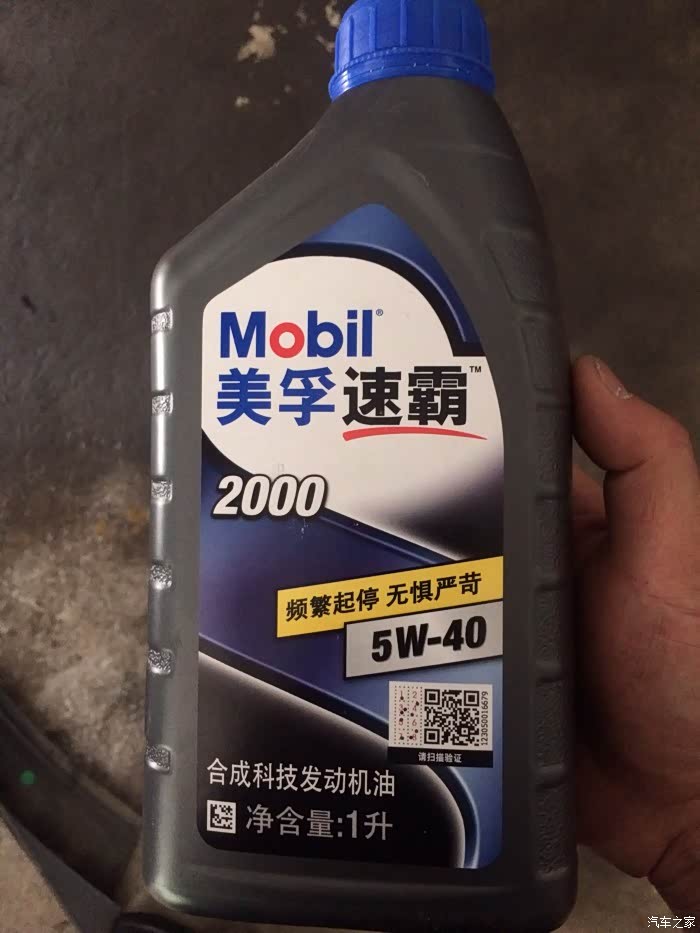 Mobil®
美孚速霸™
2000
频繁起停 无惧严苛
5W-40
123050016679
请扫描验证
合成科技发动机油
净含量:1升
汽车之家